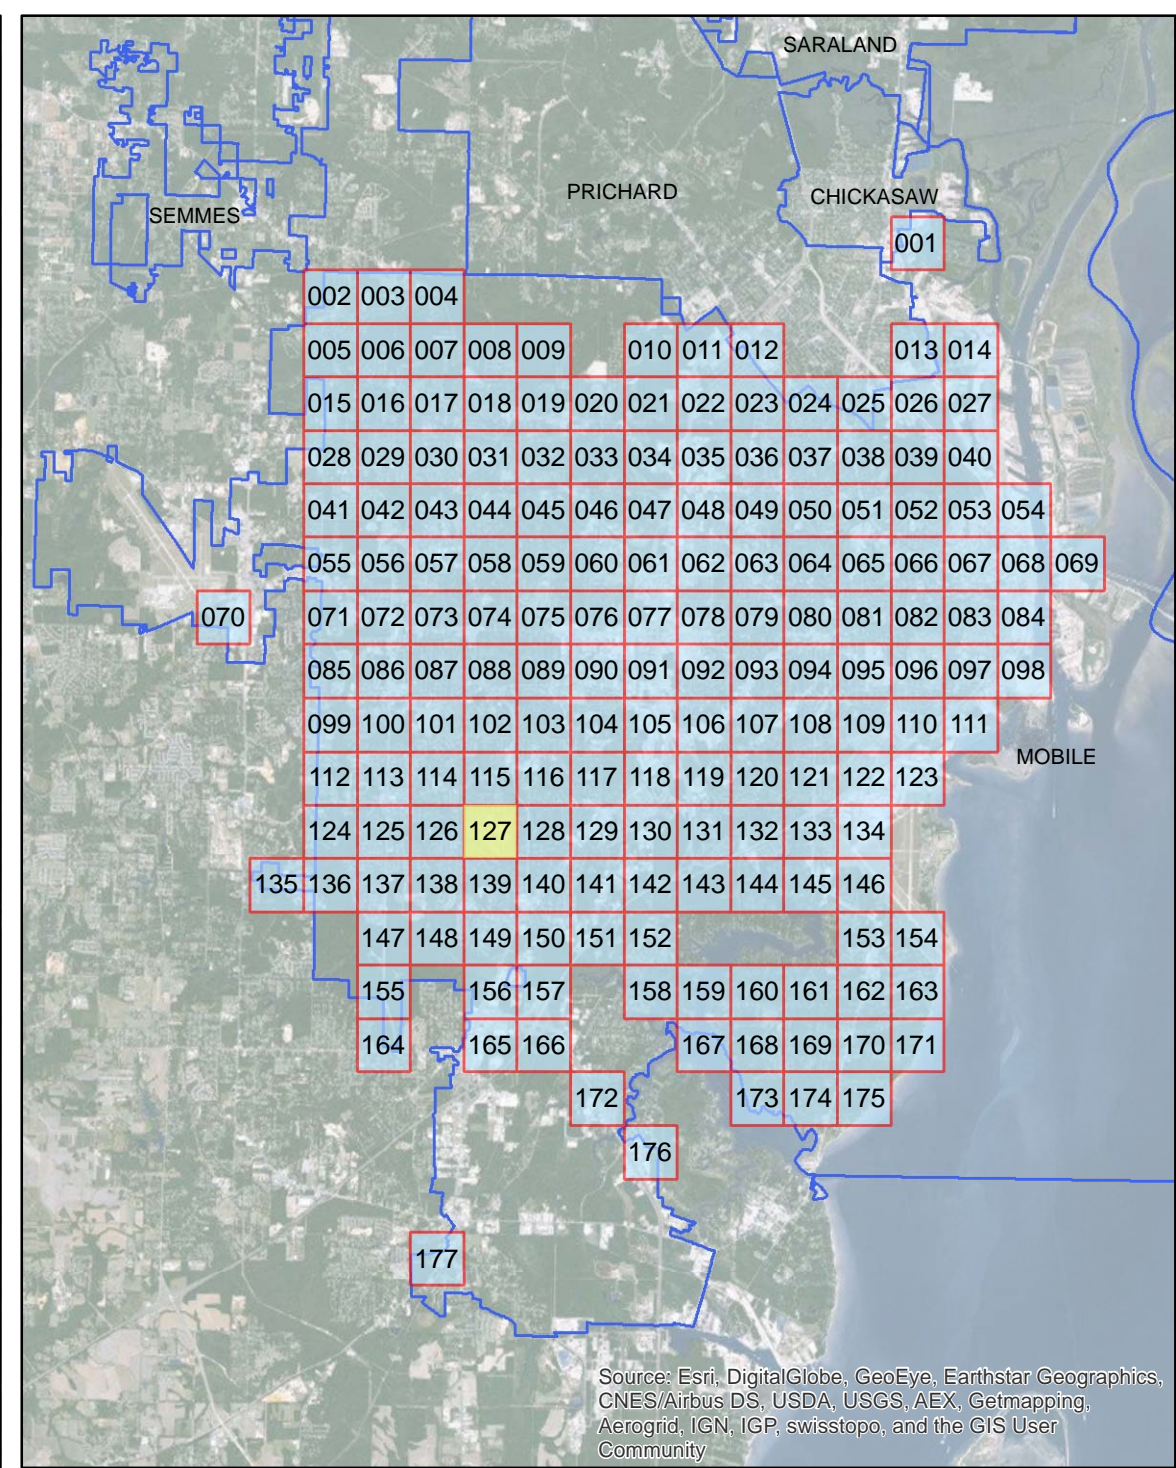 SARALAND
PRICHARD
CHICKASAW
SEMMES
001
002 003 004
005 006 007 008 009 010 011 012 013 014
015 016 017 018 019 020 021 022 023 024 025 026 027
028 029 030 031 032 033 034 035 036 037 038 039 040
041 042 043 044 045 046 047 048 049 050 051 052 053 054
055 056 057 058 059 060 061 062 063 064 065 066 067 068 069
070 071 072 073 074 075 076 077 078 079 080 081 082 083 084
085 086 087 088 089 090 091 092 093 094 095 096 097 098
099 100 101 102 103 104 105 106 107 108 109 110 111
MOBILE
112 113 114 115 116 117 118 119 120 121 122 123
124 125 126 127 128 129 130 131 132 133 134
135 136 137 138 139 140 141 142 143 144 145 146
147 148 149 150 151 152 153 154
155 156 157 158 159 160 161 162 163
164 165 166 167 168 169 170 171
172 173 174 175
176
177
Source: Esri, DigitalGlobe, GeoEye, Earthstar Geographics,
CNES/Airbus DS, USDA, USGS, AEX, Getmapping,
Aerogrid, IGN, IGP, swisstopo, and the GIS User
Community